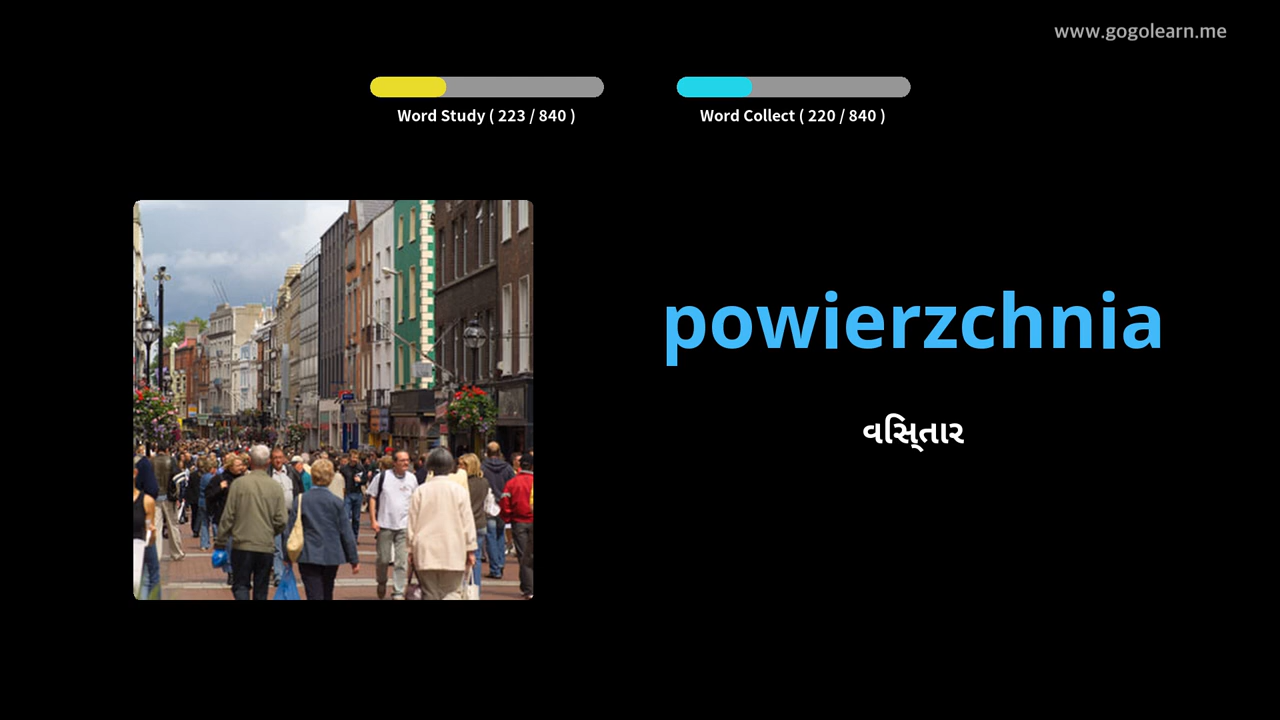 www.gogolearn.me
Word Study ( 223 / 840 )
Word Collect ( 220 / 840 )
powierzchnia
વિસ્તાર